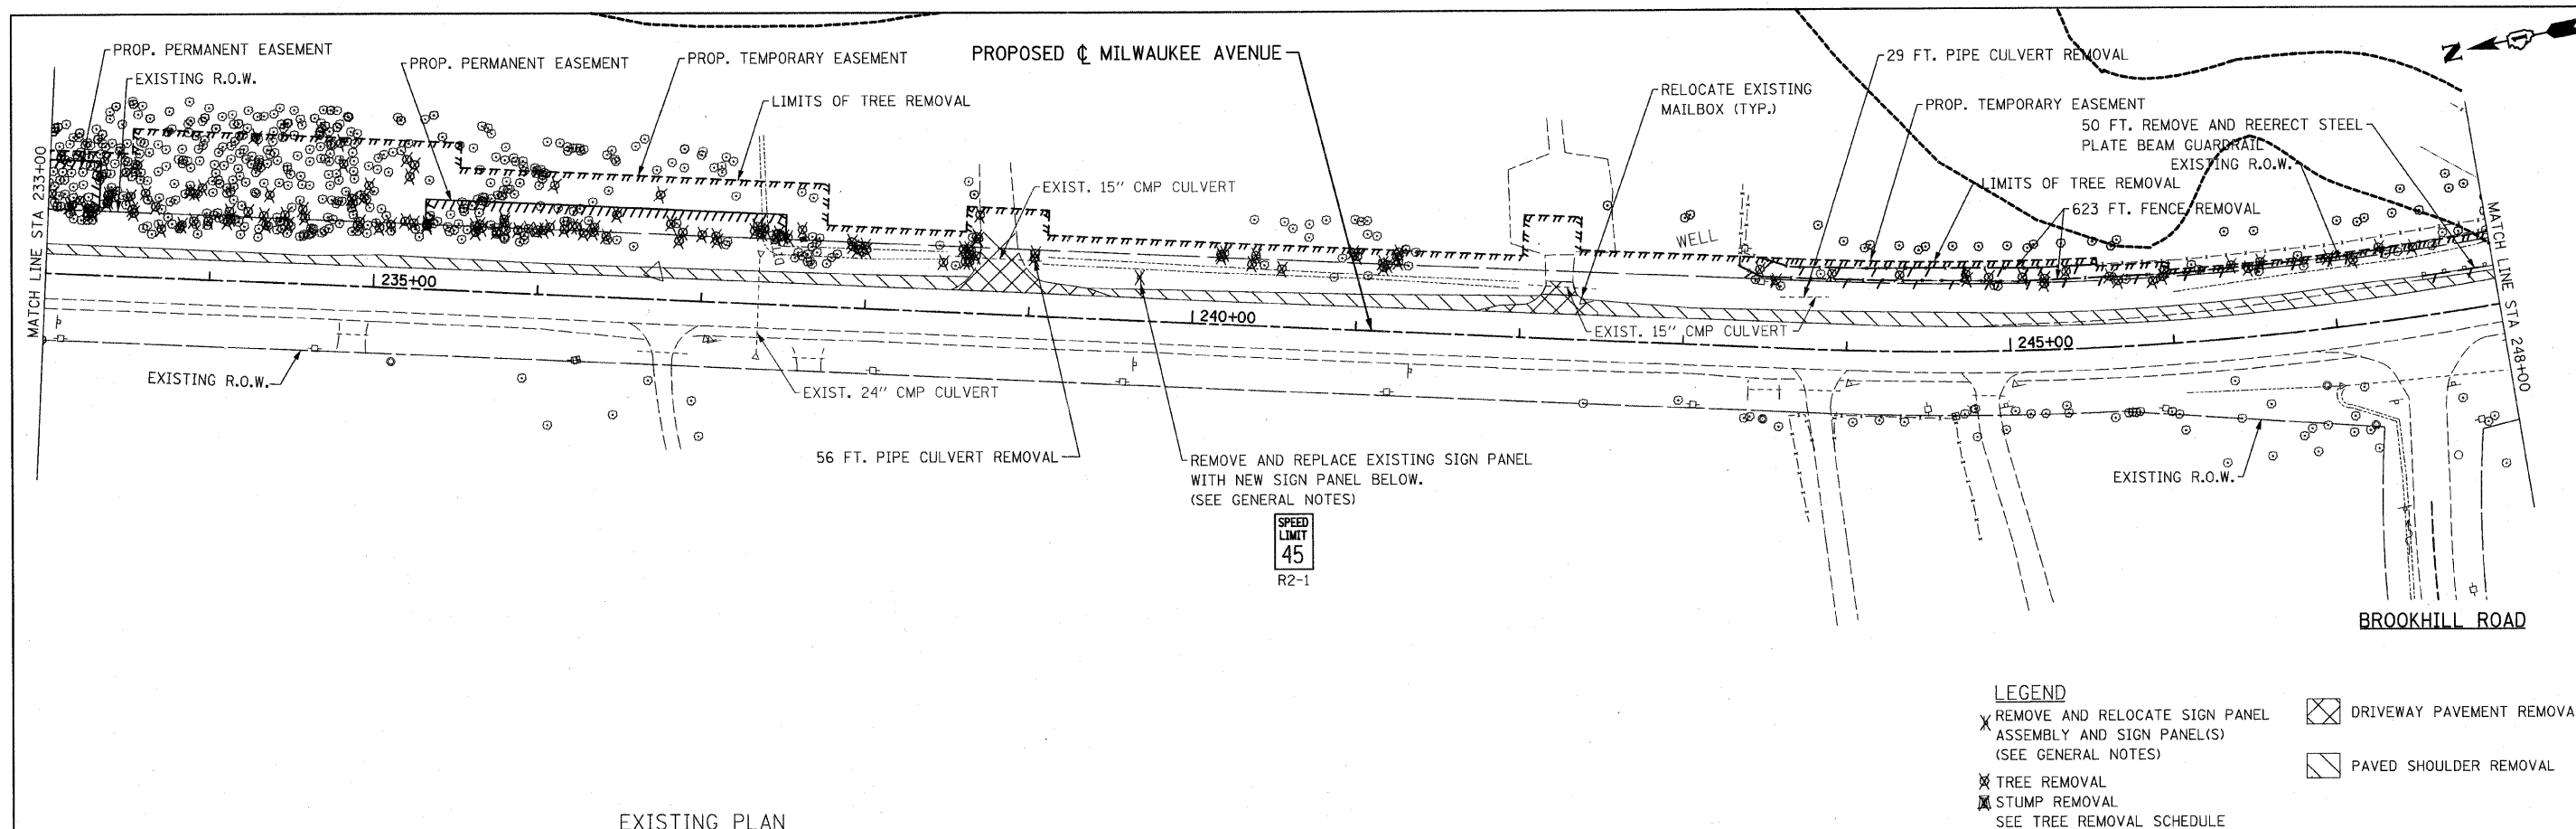 PROP. PERMANENT EASEMENT
EXISTING R.O.W.
PROP. PERMANENT EASEMENT
PROP. TEMPORARY EASEMENT
LIMITS OF TREE REMOVAL
PROPOSED ℄ MILWAUKEE AVENUE
RELOCATE EXISTING
MAILBOX (TYP.)
29 FT. PIPE CULVERT REMOVAL
PROP. TEMPORARY EASEMENT
50 FT. REMOVE AND REERECT STEEL
PLATE BEAM GUARDRAIL
EXISTING R.O.W.
LIMITS OF TREE REMOVAL
623 FT. FENCE REMOVAL
N
MATCH LINE STA 233+00
EXIST. 15" CMP CULVERT
WELL
235+00
240+00
245+00
EXIST. 15" CMP CULVERT
MATCH LINE STA 248+00
EXISTING R.O.W.
EXIST. 24" CMP CULVERT
56 FT. PIPE CULVERT REMOVAL
REMOVE AND REPLACE EXISTING SIGN PANEL
WITH NEW SIGN PANEL BELOW.
(SEE GENERAL NOTES)
SPEED
LIMIT
45
R2-1
EXISTING R.O.W.
BROOKHILL ROAD
LEGEND
REMOVE AND RELOCATE SIGN PANEL
ASSEMBLY AND SIGN PANEL(S)
(SEE GENERAL NOTES)
TREE REMOVAL
STUMP REMOVAL
SEE TREE REMOVAL SCHEDULE
DRIVEWAY PAVEMENT REMOVA
PAVED SHOULDER REMOVAL
EXISTING PLAN